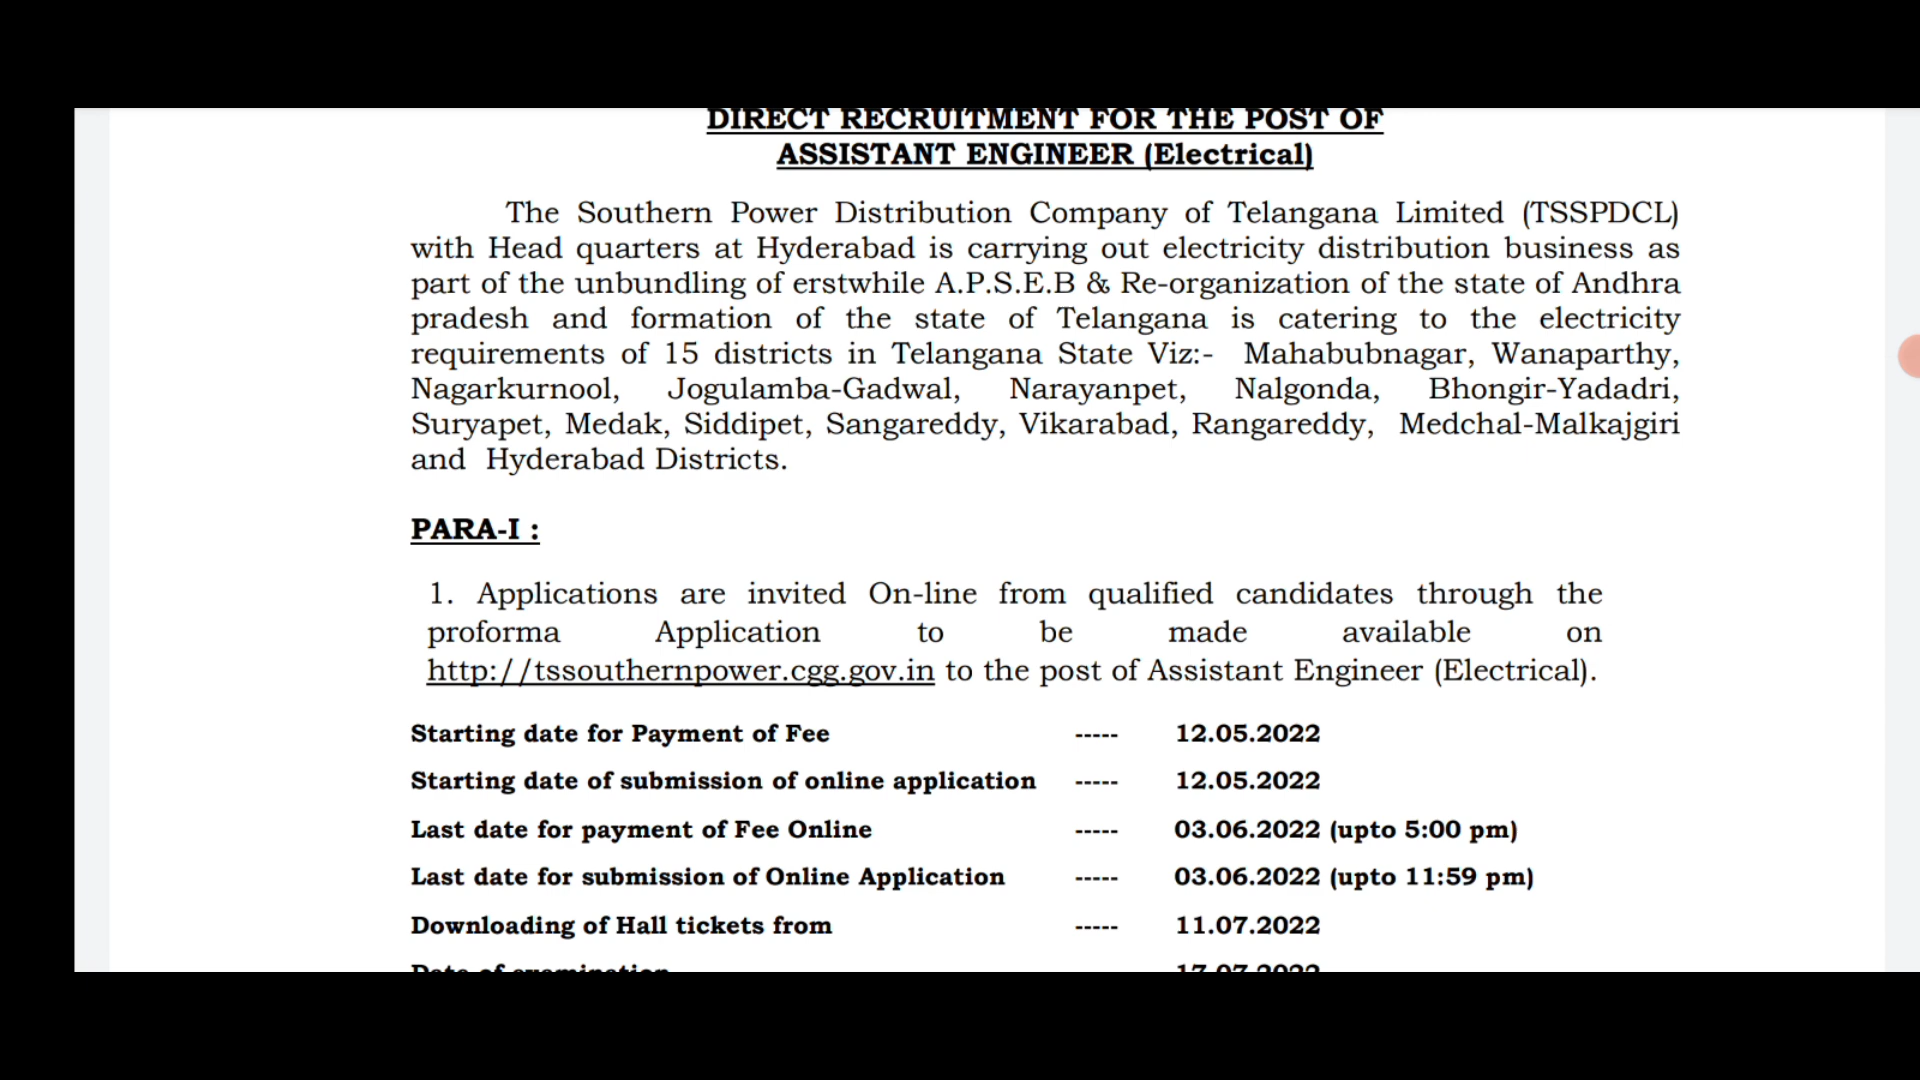 DIRECT RECRUITMENT FOR THE POST OF
ASSISTANT ENGINEER (Electrical)
The Southern Power Distribution Company of Telangana Limited (TSSPDCL)
with Head quarters at Hyderabad is carrying out electricity distribution business as
part of the unbundling of erstwhile A.P.S.E.B & Re-organization of the state of Andhra
pradesh and formation of the state of Telangana is catering to the electricity
requirements of 15 districts in Telangana State Viz:- Mahabubnagar, Wanaparthy,
Nagarkurnool, Jogulamba-Gadwal, Narayanpet, Nalgonda, Bhongir-Yadadri,
Suryapet, Medak, Siddipet, Sangareddy, Vikarabad, Rangareddy, Medchal-Malkajgiri
and Hyderabad Districts.
PARA-I :
1. Applications are invited On-line from qualified candidates through the
proforma Application to be made available on
http://tssouthernpower.cgg.gov.in to the post of Assistant Engineer (Electrical).
Starting date for Payment of Fee ----- 12.05.2022
Starting date of submission of online application ----- 12.05.2022
Last date for payment of Fee Online ----- 03.06.2022 (upto 5:00 pm)
Last date for submission of Online Application ----- 03.06.2022 (upto 11:59 pm)
Downloading of Hall tickets from ----- 11.07.2022
Date of examination 17.07.2022